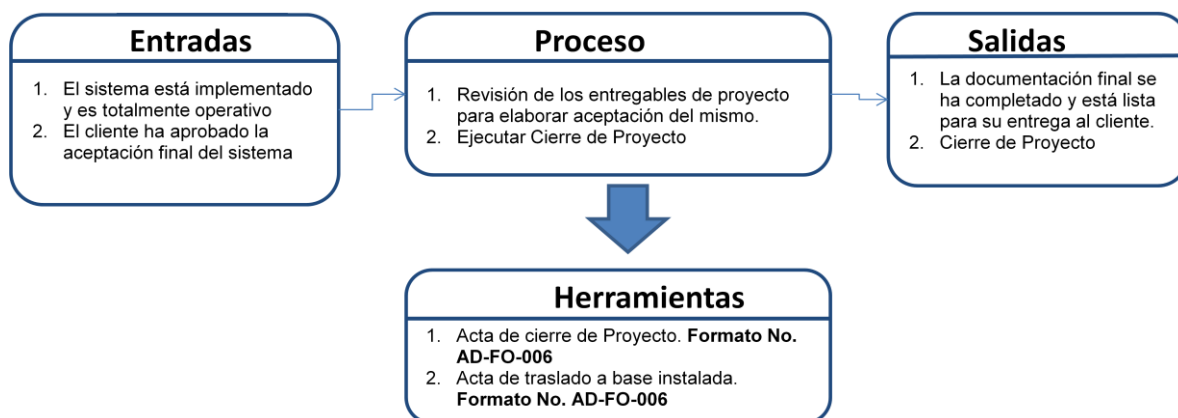 Entradas
1. El sistema está implementado
y es totalmente operativo
2. El cliente ha aprobado la
aceptación final del sistema
Proceso
1. Revisión de los entregables de proyecto
para elaborar aceptación del mismo.
2. Ejecutar Cierre de Proyecto
Salidas
1. La documentación final se
ha completado y está lista
para su entrega al cliente.
2. Cierre de Proyecto
Herramientas
1. Acta de cierre de Proyecto. Formato No.
AD-FO-006
2. Acta de traslado a base instalada.
Formato No. AD-FO-006